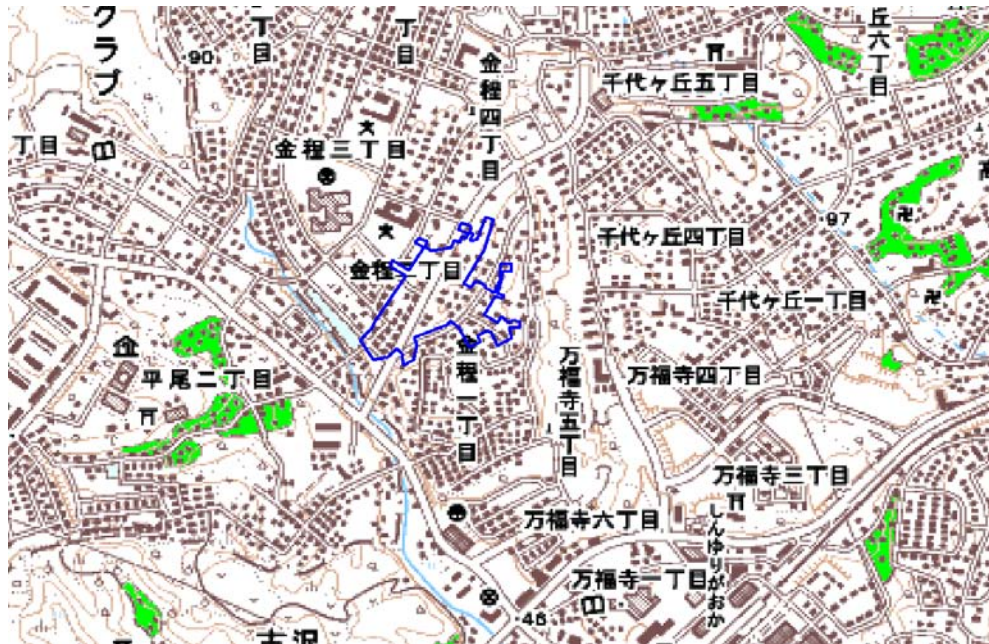 クラブ
丁目
丁目
金程四丁目
丘六丁目
90
千代ヶ丘五丁目
丁目
金程三丁目
文
高
97
千代ヶ丘四丁目
文
金程二丁目
千代ヶ丘一丁目
平尾二丁目
金程一丁目
万福寺五丁目
万福寺四丁目
万福寺三丁目
しんゆりがおか
万福寺六丁目
万福寺一丁目
46
古沢